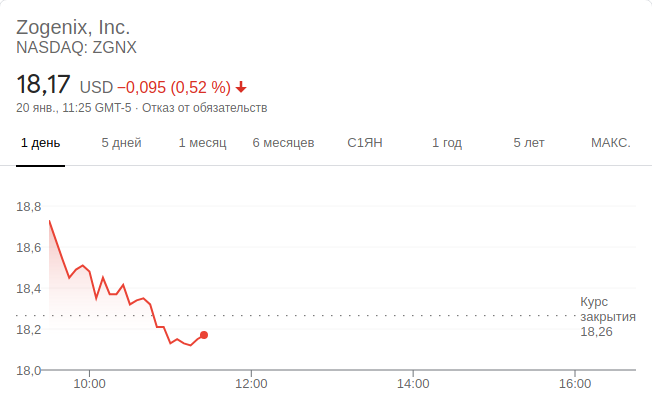 Zogenix, Inc.
NASDAQ: ZGNX
18,17 USD −0,095 (0,52 %)
20 янв., 11:25 GMT-5 · Отказ от обязательств
1 день 5 дней 1 месяц 6 месяцев С1ЯН 1 год 5 лет МАКС.
18,8
18,6
18,4
Курс
закрытия
18,26
18,2
18,0
10:00 12:00 14:00 16:00